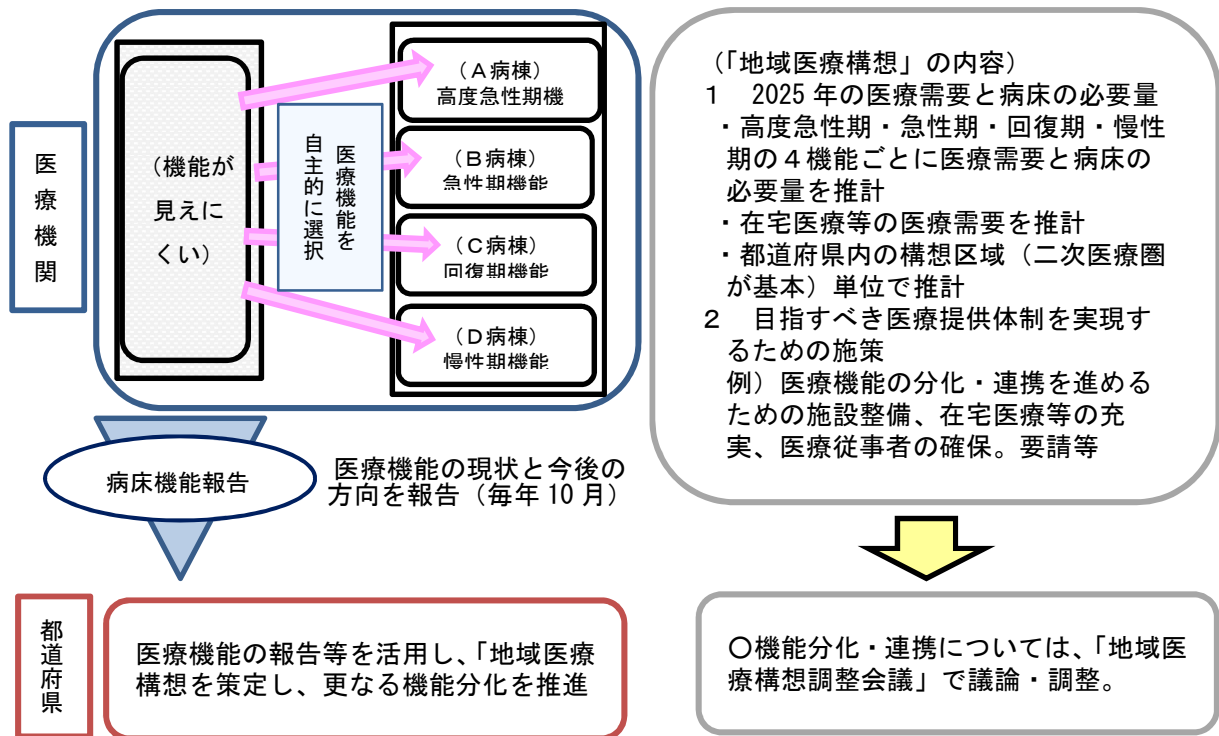 医療機関
(機能が
見えに
くい)
医療機能を
自主的に選択
(A病棟)
高度急性期機
(B病棟)
急性期機能
(C病棟)
回復期機能
(D病棟)
慢性期機能
病床機能報告
医療機能の現状と今後の
方向を報告(毎年10月)
都道府県
医療機能の報告等を活用し、「地域医療
構想を策定し、更なる機能分化を推進
(「地域医療構想」の内容)
1 2025年の医療需要と病床の必要量
・高度急性期・急性期・回復期・慢性
期の4機能ごとに医療需要と病床の
必要量を推計
・在宅医療等の医療需要を推計
・都道府県内の構想区域(二次医療圏
が基本)単位で推計
2 目指すべき医療提供体制を実現す
るための施策
例)医療機能の分化・連携を進める
ための施設整備、在宅医療等の充
実、医療従事者の確保。要請等
〇機能分化・連携については、「地域医
療構想調整会議」で議論・調整。